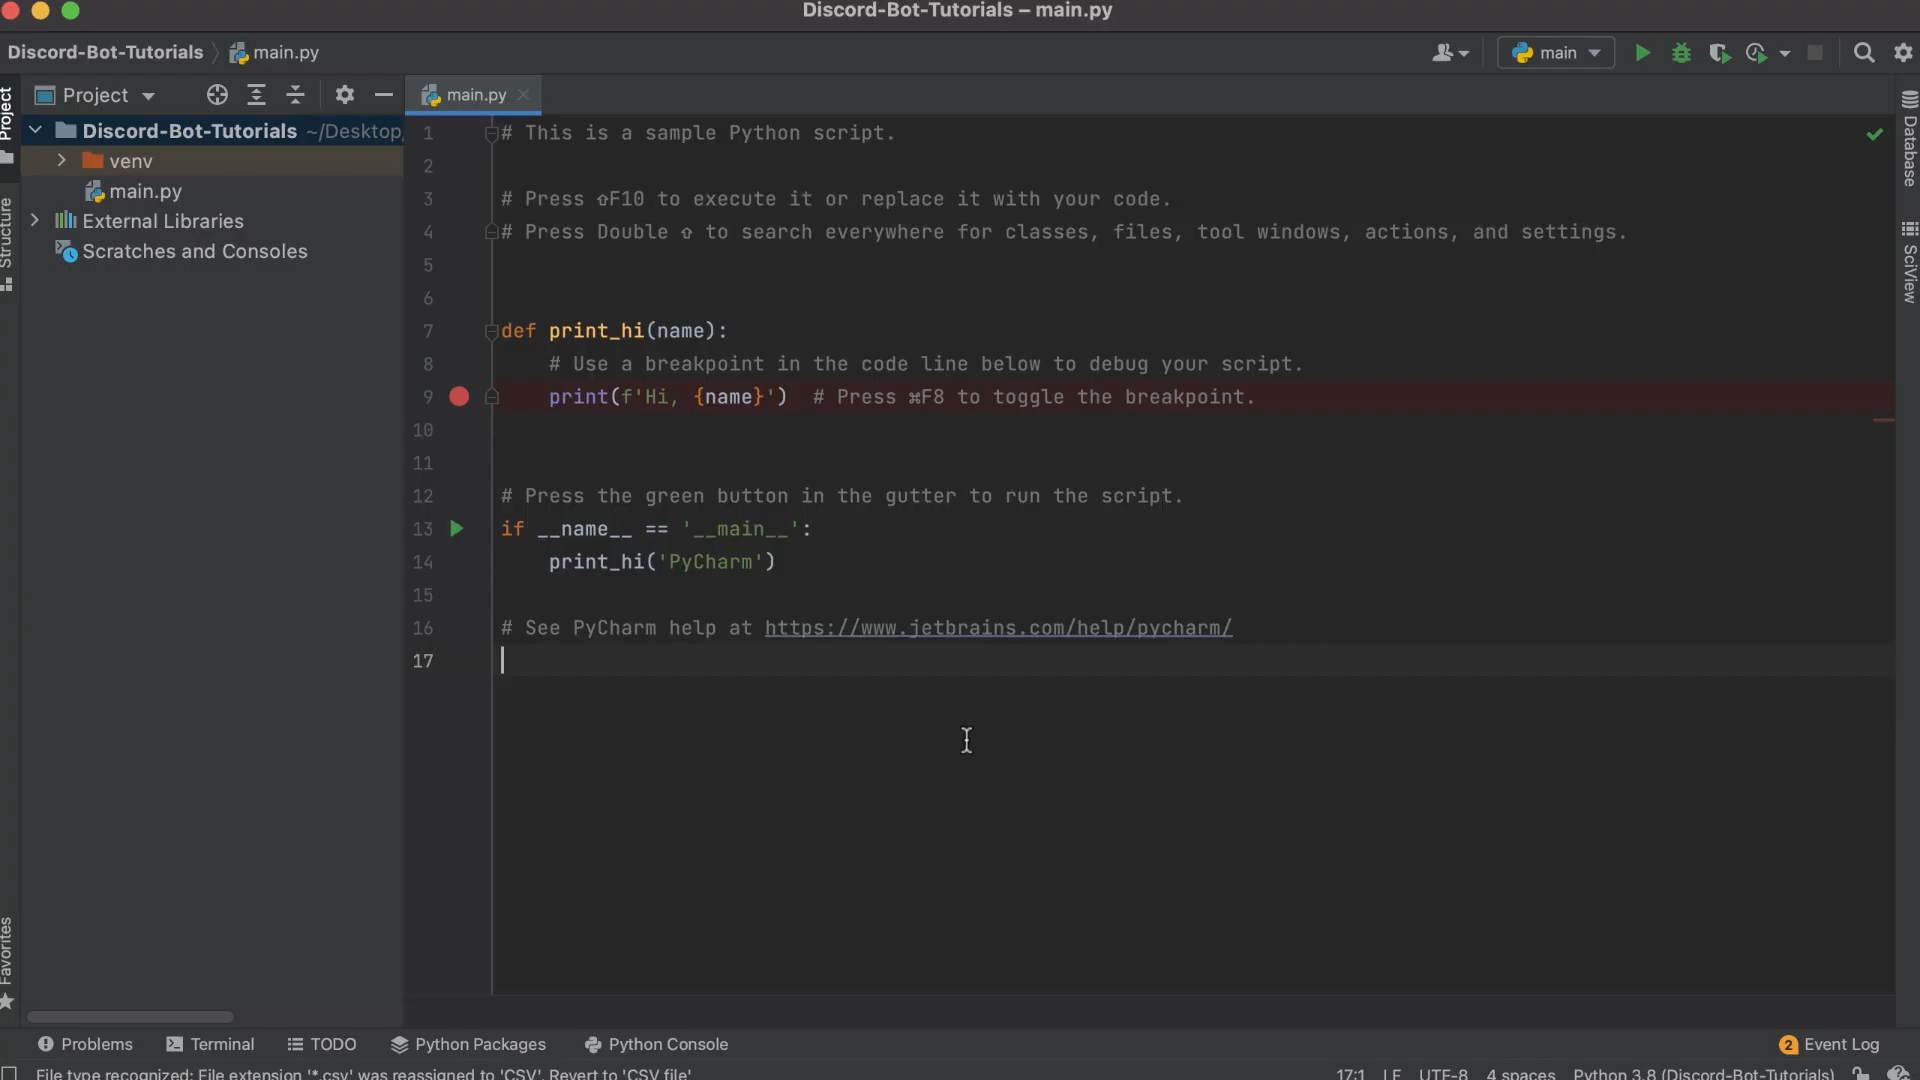 Discord-Bot-Tutorials – main.py
Discord-Bot-Tutorials
main.py
main
Project
Project
main.py
Discord-Bot-Tutorials ~/Desktop
venv
main.py
External Libraries
Scratches and Consoles
Structure
Favorites
Database
SciView
1 # This is a sample Python script.
2
3 # Press ⇧F10 to execute it or replace it with your code.
4 # Press Double ⇧ to search everywhere for classes, files, tool windows, actions, and settings.
5
6
7 def print_hi(name):
8     # Use a breakpoint in the code line below to debug your script.
9     print(f'Hi, {name}')  # Press ⌘F8 to toggle the breakpoint.
10
11
12 # Press the green button in the gutter to run the script.
13 if __name__ == '__main__':
14     print_hi('PyCharm')
15
16 # See PyCharm help at https://www.jetbrains.com/help/pycharm/
17
Problems
Terminal
TODO
Python Packages
Python Console
2 Event Log
File type recognized: File extension '*.csv' was reassigned to 'CSV'. Revert to 'CSV file'
17:1 LF UTF-8 4 spaces Python 3.8 (Discord-Bot-Tutorials)